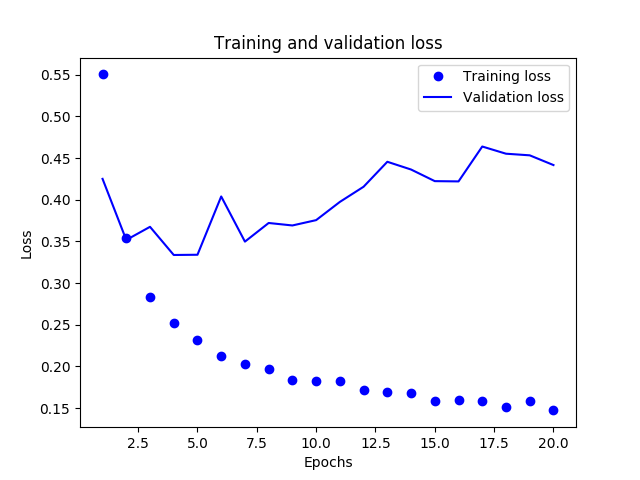 Training and validation loss
Training loss
Validation loss
0.55
0.50
0.45
0.40
0.35
0.30
0.25
0.20
0.15
Loss
2.5 5.0 7.5 10.0 12.5 15.0 17.5 20.0
Epochs